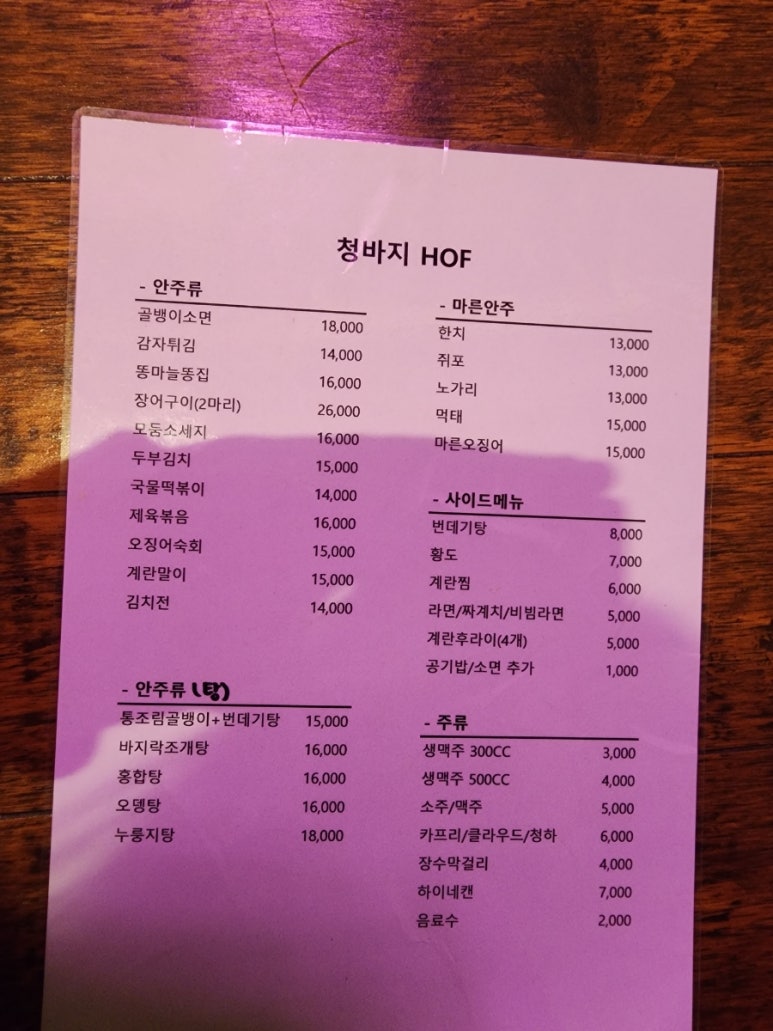 청바지 HOF
- 안주류
골뱅이소면 18,000
감자튀김 14,000
똥마늘똥집 16,000
장어구이(2마리) 26,000
모둠소세지 16,000
두부김치 15,000
국물떡볶이 14,000
제육볶음 16,000
오징어숙회 15,000
계란말이 15,000
김치전 14,000
- 안주류 (탕)
통조림골뱅이+번데기탕 15,000
바지락조개탕 16,000
홍합탕 16,000
오뎅탕 16,000
누룽지탕 18,000
- 마른안주
한치 13,000
쥐포 13,000
노가리 13,000
먹태 15,000
마른오징어 15,000
- 사이드메뉴
번데기탕 8,000
황도 7,000
계란찜 6,000
라면/짜계치/비빔라면 5,000
계란후라이(4개) 5,000
공기밥/소면 추가 1,000
- 주류
생맥주 300CC 3,000
생맥주 500CC 4,000
소주/맥주 5,000
카프리/클라우드/청하 6,000
장수막걸리 4,000
하이네캔 7,000
음료수 2,000